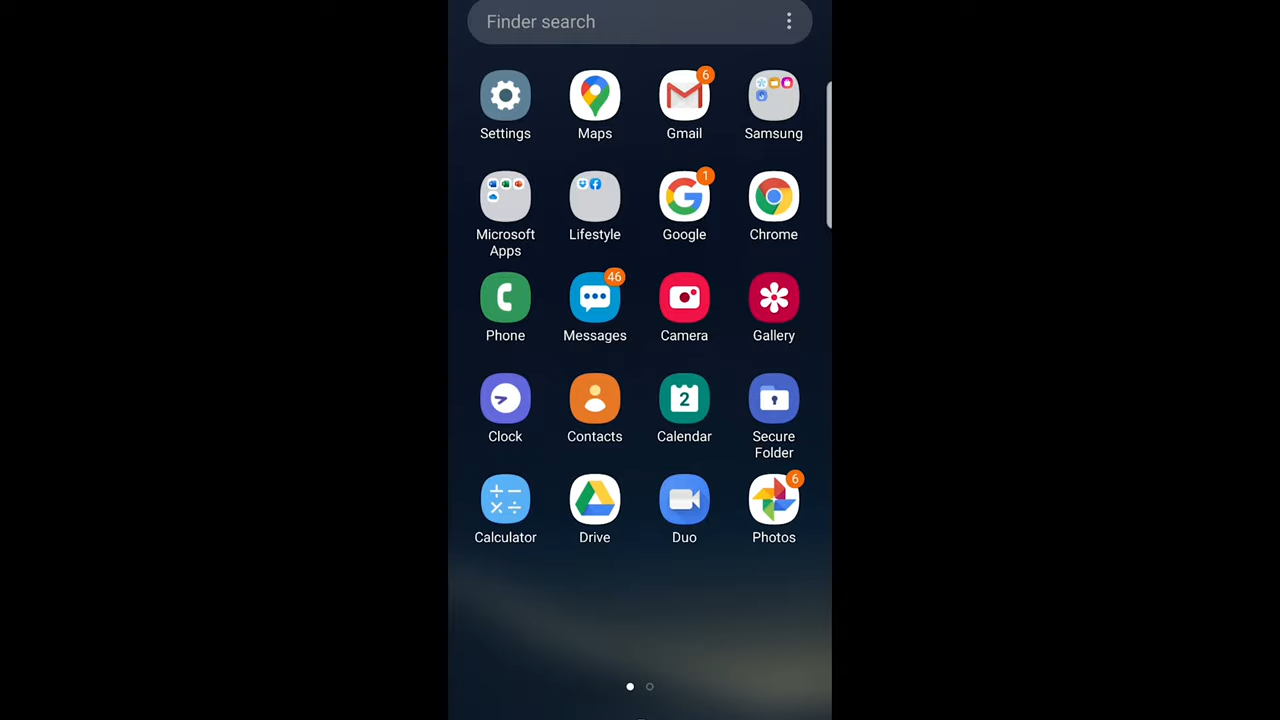 Finder search
6
Settings
Maps
Gmail
Samsung
1
Microsoft
Apps
Lifestyle
Google
Chrome
46
Phone
Messages
Camera
Gallery
2
Clock
Contacts
Calendar
Secure
Folder
6
Calculator
Drive
Duo
Photos